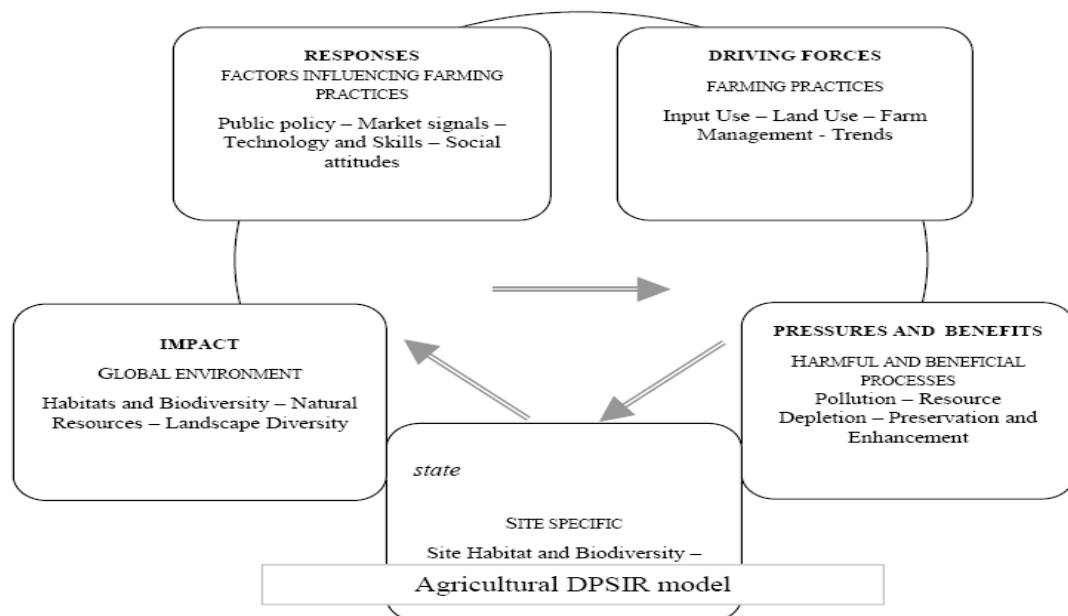 RESPONSES
FACTORS INFLUENCING FARMING
PRACTICES
Public policy – Market signals –
Technology and Skills – Social
attitudes
DRIVING FORCES
FARMING PRACTICES
Input Use – Land Use – Farm
Management - Trends
IMPACT
GLOBAL ENVIRONMENT
Habitats and Biodiversity – Natural
Resources – Landscape Diversity
PRESSURES AND BENEFITS
HARMFUL AND BENEFICIAL
PROCESSES
Pollution – Resource
Depletion – Preservation and
Enhancement
state
SITE SPECIFIC
Site Habitat and Biodiversity –
Agricultural DPSIR model